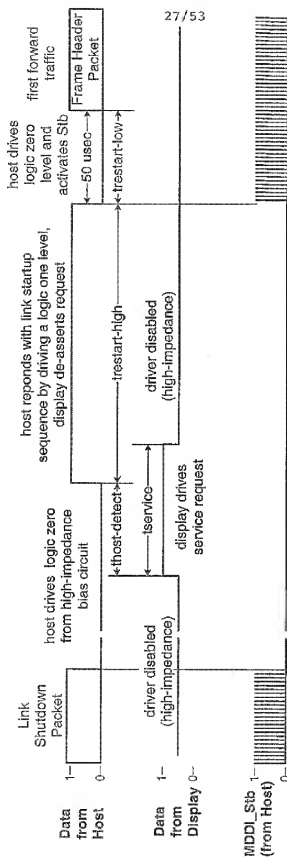 27/53
Link
Shutdown
Packet
host drives logic zero
from high-impedance
bias circuit
host reponds with link startup
sequence by driving a logic one level,
display de-asserts request
host drives
logic zero
level and
activates Stb
first forward
traffic
Data
from
Host
1
0
Frame Header
Packet
50 usec
thost-detect
trestart-high
trestart-low
tservice
Data
from
Display
1
0
driver disabled
(high-impedance)
display drives
service request
driver disabled
(high-impedance)
MDDI_Stb
(from Host)
1
0